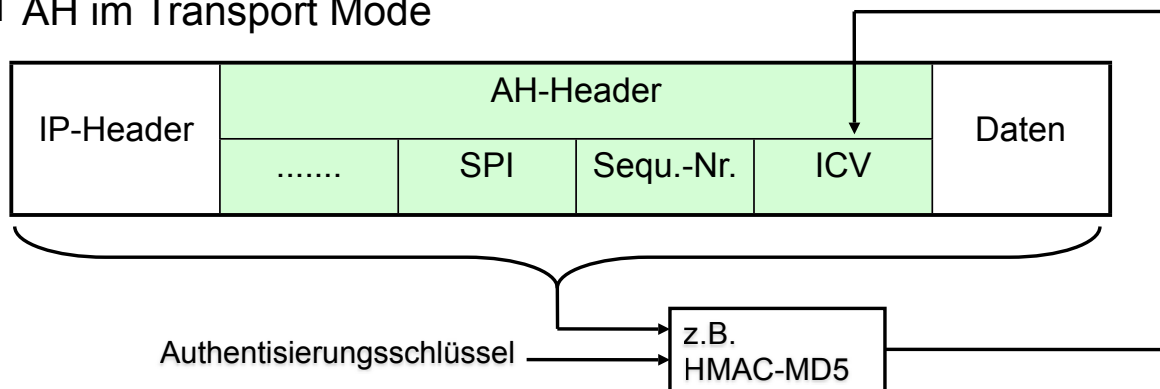 AH im Transport Mode
AH-Header
IP-Header
Daten
.......
SPI
Sequ.-Nr.
ICV
Authentisierungsschlüssel
z.B.
HMAC-MD5